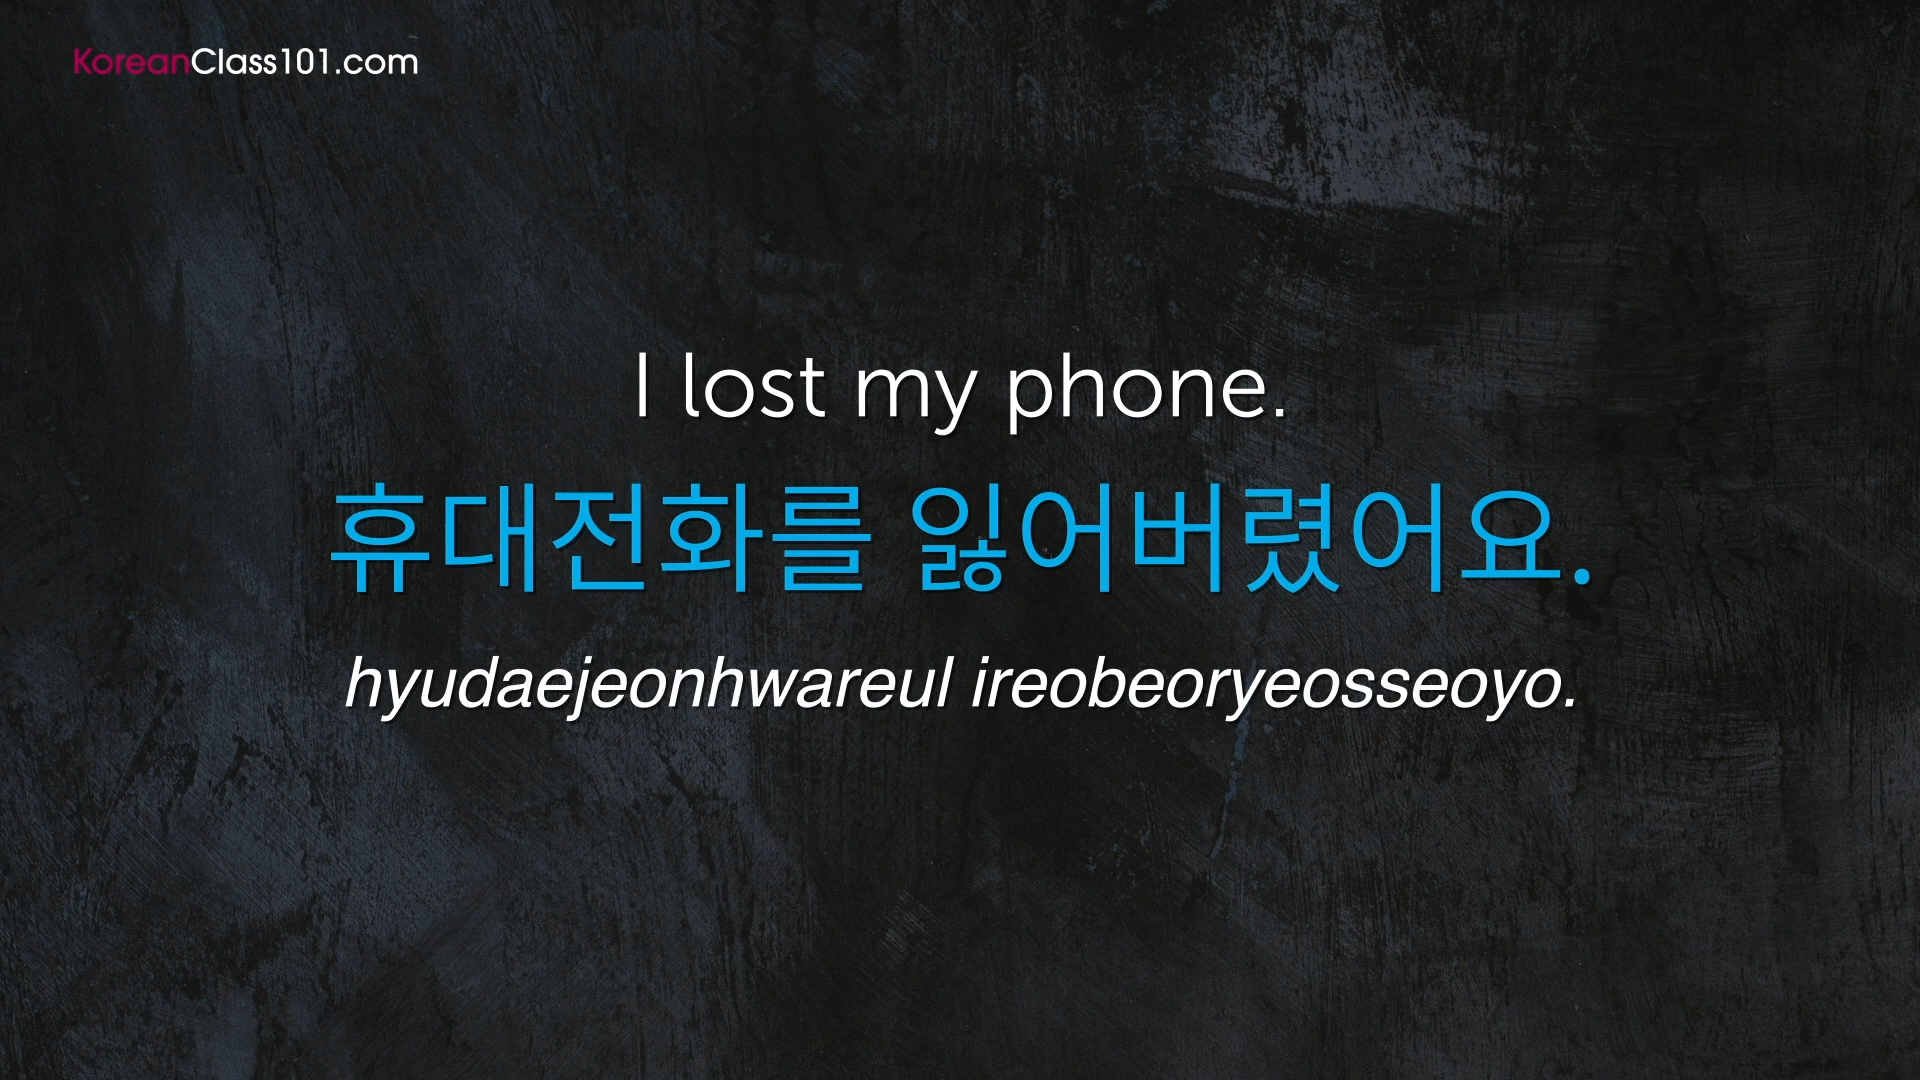 KoreanClass101.com
I lost my phone.
휴대전화를 잃어버렸어요.
hyudaejeonhwareul ireobeoryeosseoyo.